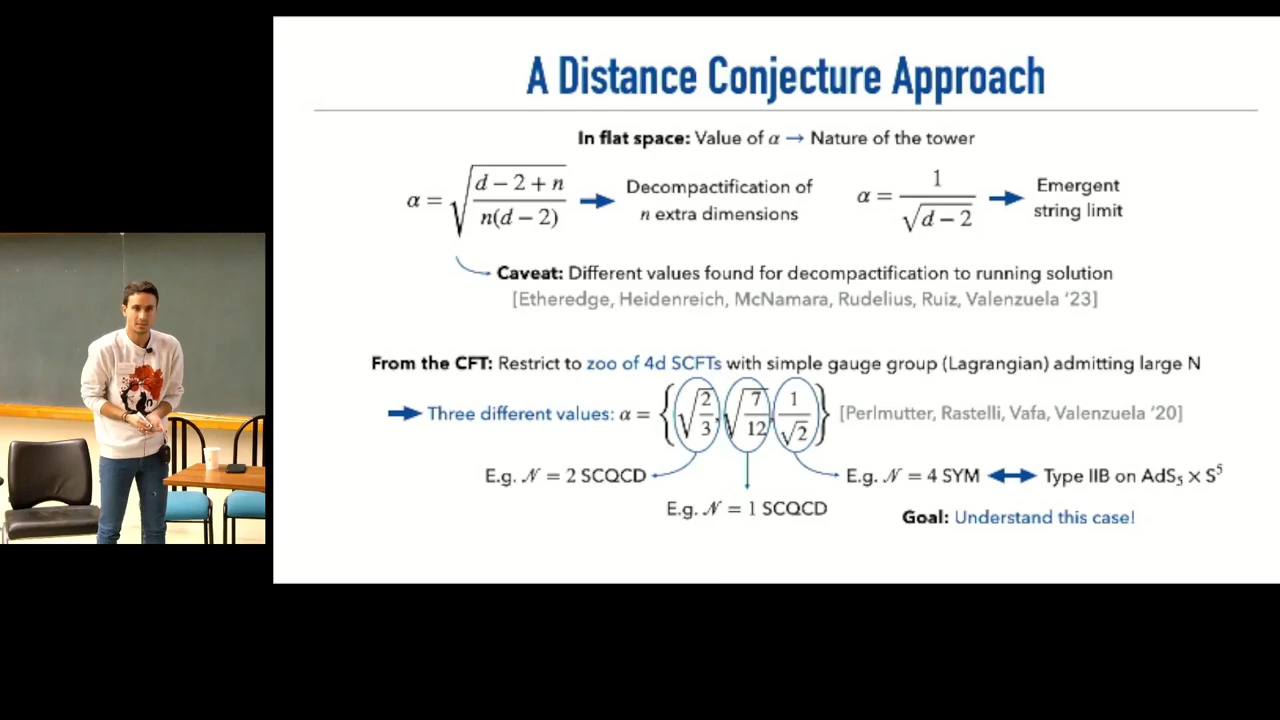 A Distance Conjecture Approach
In flat space: Value of α → Nature of the tower
α = √((d − 2 + n) / (n(d − 2))) ➡ Decompactification of n extra dimensions
α = 1 / √(d − 2) ➡ Emergent string limit
Caveat: Different values found for decompactification to running solution
[Etheredge, Heidenreich, McNamara, Rudelius, Ruiz, Valenzuela ‘23]
From the CFT: Restrict to zoo of 4d SCFTs with simple gauge group (Lagrangian) admitting large N
➡ Three different values: α = {√(2/3), √(7/12), 1/√2} [Perlmutter, Rastelli, Vafa, Valenzuela ‘20]
E.g. 𝒩 = 2 SCQCD
E.g. 𝒩 = 4 SYM ⬌ Type IIB on AdS₅ × S⁵
E.g. 𝒩 = 1 SCQCD
Goal: Understand this case!